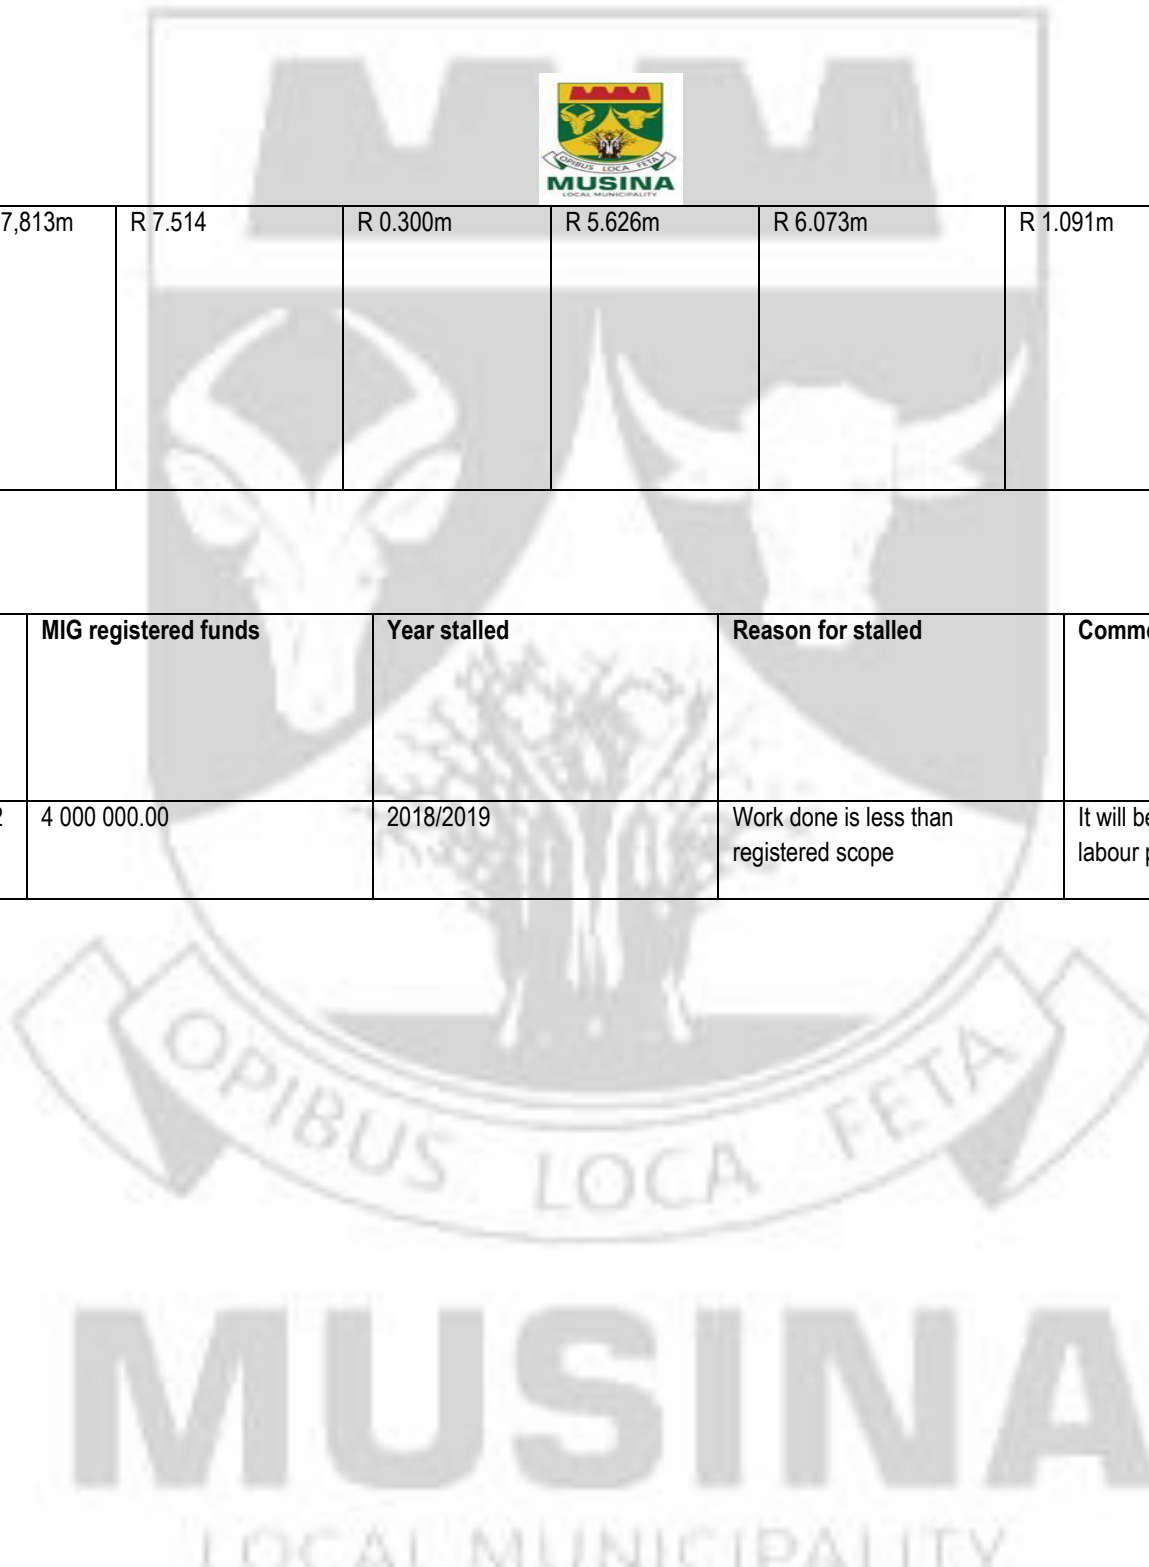 OPIBUS LOCA FETA
MUSINA
LOCAL MUNICIPALITY
7,813m R 7.514 R 0.300m R 5.626m R 6.073m R 1.091m
MIG registered funds Year stalled Reason for stalled
4 000 000.00 2018/2019 Work done is less than It will
registered scope labour
OPIBUS LOCA FETA
MUSINA
LOCAL MUNICIPALITY